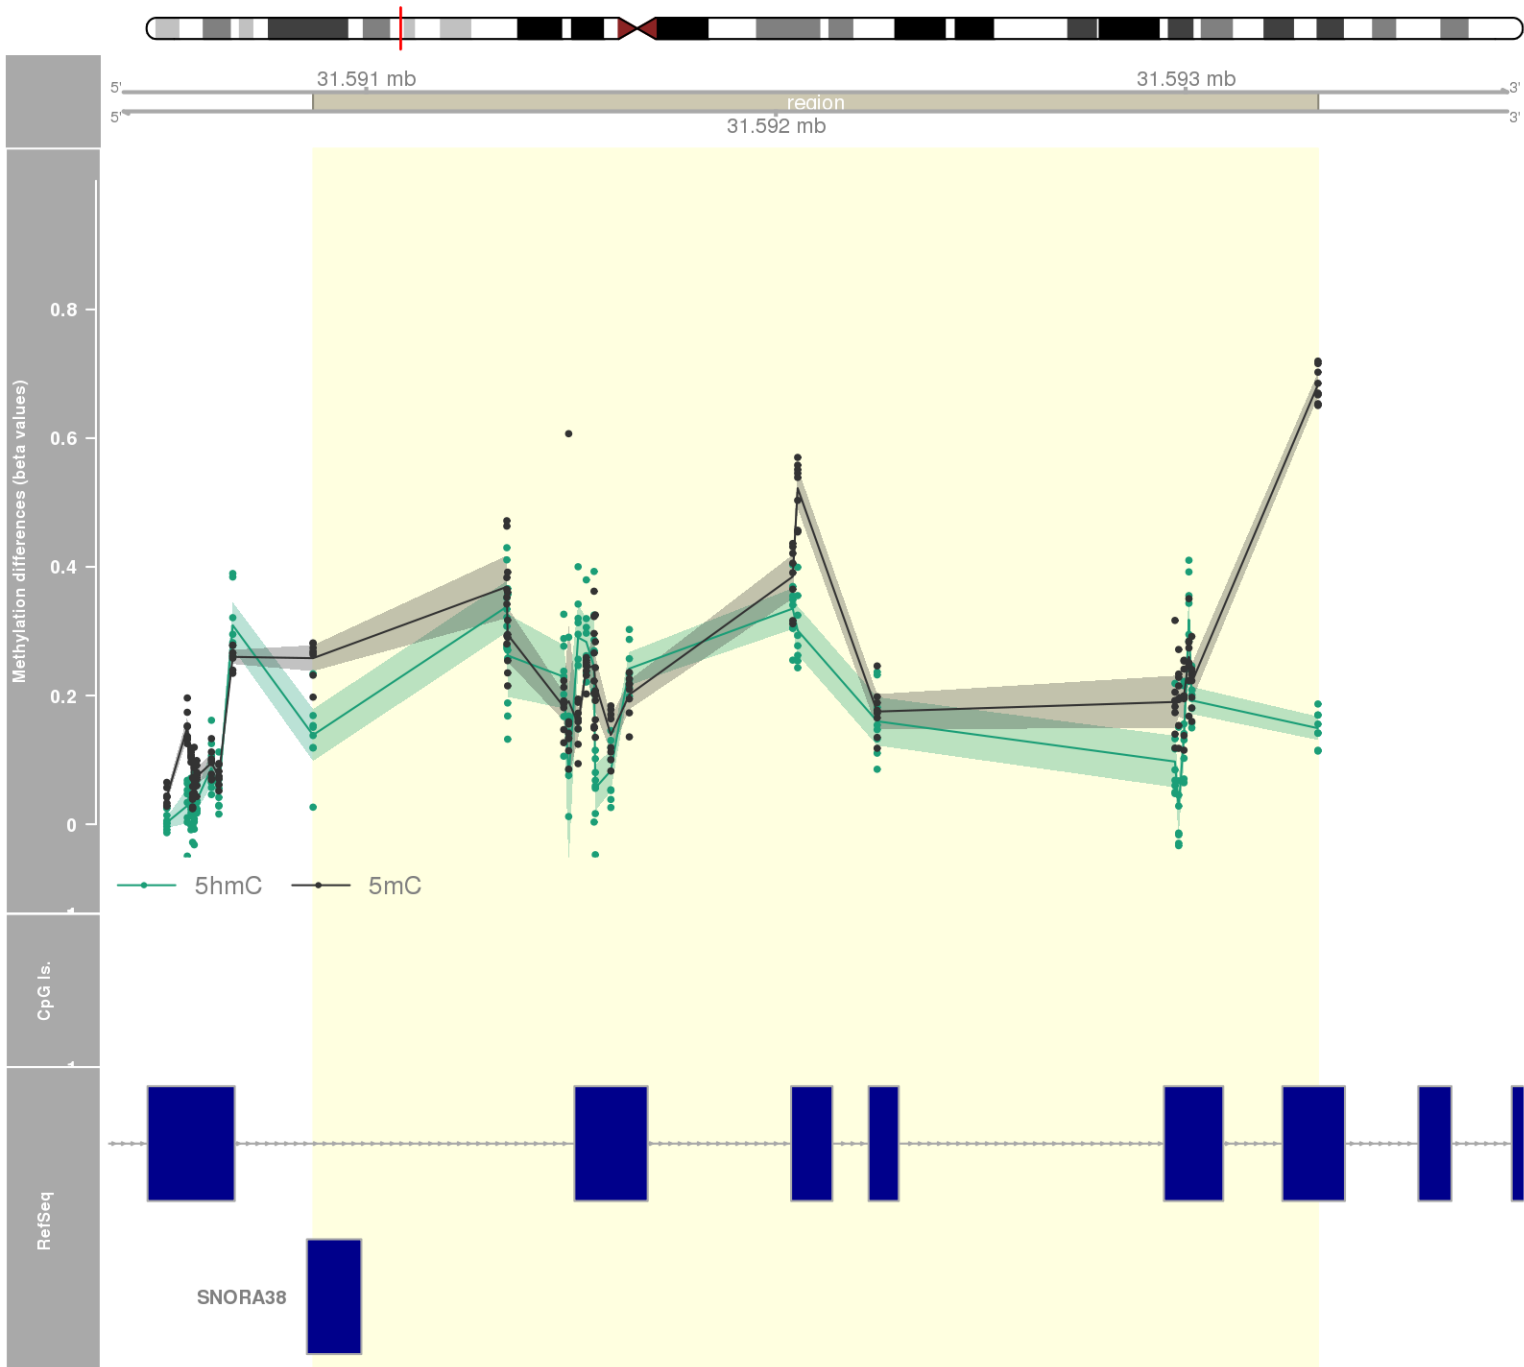 31.591 mb
31.593 mb
5'
3'
region
5'
3'
31.592 mb
Methylation differences (beta values)
0.8
0.6
0.4
0.2
0
5hmC
5mC
CpG Is.
RefSeq
SNORA38